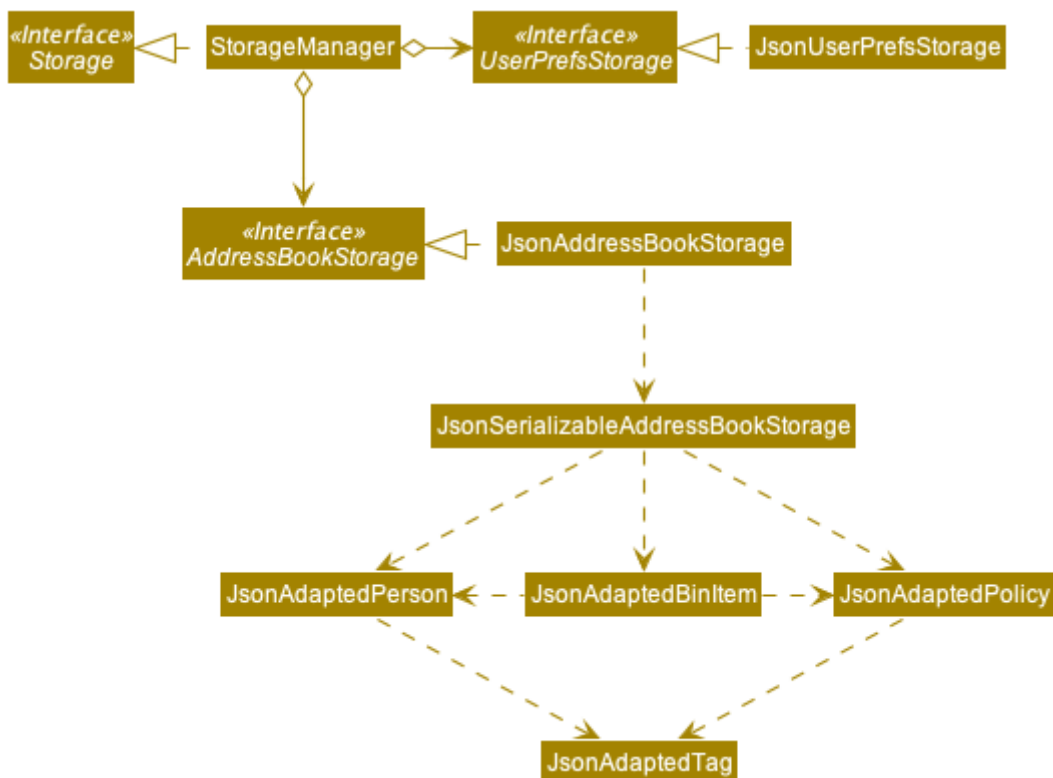 «Interface»
Storage
StorageManager
«Interface»
UserPrefsStorage
JsonUserPrefsStorage
«Interface»
AddressBookStorage
JsonAddressBookStorage
JsonSerializableAddressBookStorage
JsonAdaptedPerson
JsonAdaptedBinItem
JsonAdaptedPolicy
JsonAdaptedTag